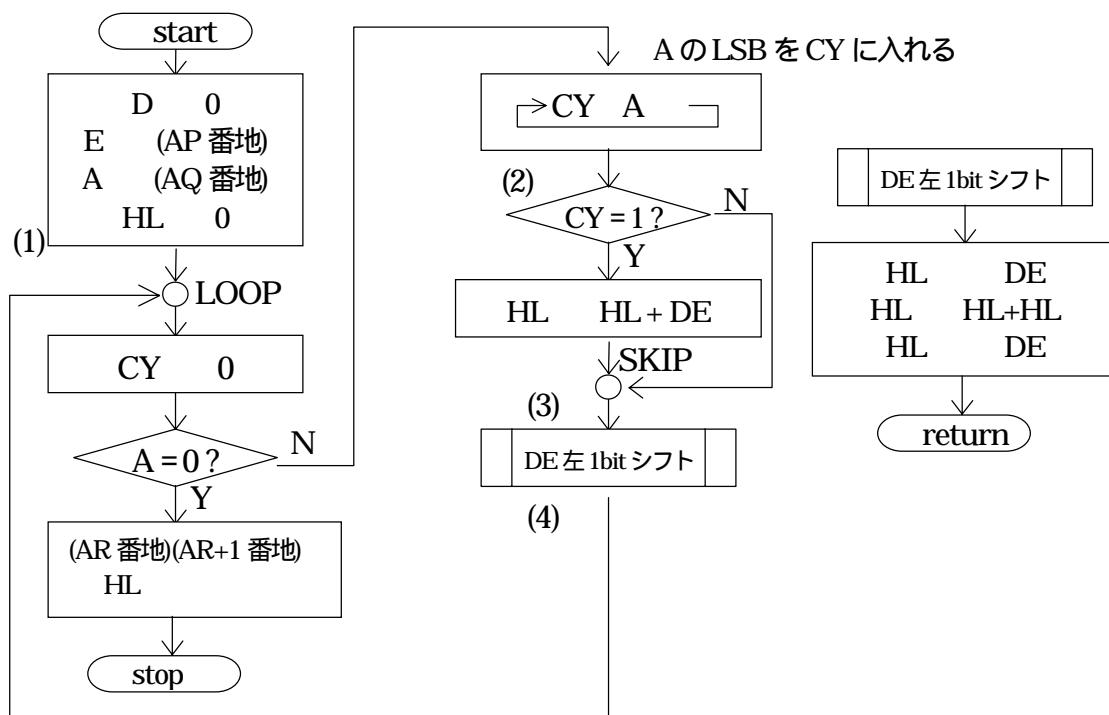 start
D 0
E (AP 番地)
A (AQ 番地)
HL 0
(1)
LOOP
CY 0
A = 0 ?
N
Y
(AR 番地)(AR+1 番地)
HL
stop
A の LSB を CY に入れる
CY A
(2)
CY = 1 ?
N
Y
HL HL + DE
SKIP
(3)
DE 左 1bit シフト
(4)
DE 左 1bit シフト
HL DE
HL HL+HL
HL DE
return